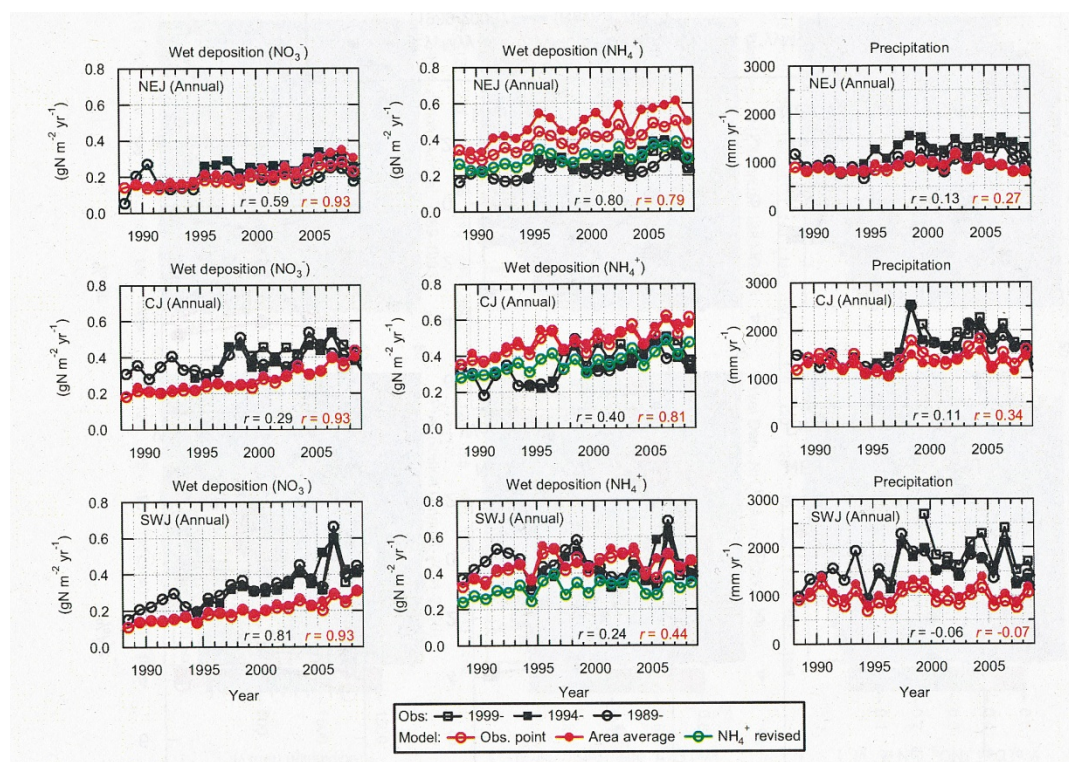 Wet deposition (NO₃⁻) Wet deposition (NH₄⁺) Precipitation
0.8 0.8 3000
NEJ (Annual) NEJ (Annual) NEJ (Annual)
0.6 0.6
0.4 0.4 2000
0.2 0.2 1000
0.0 0.0 0
(gN m⁻² yr⁻¹) (gN m⁻² yr⁻¹) (mm yr⁻¹)
r = 0.59 r = 0.93 r = 0.80 r = 0.79 r = 0.13 r = 0.27
1990 1995 2000 2005 1990 1995 2000 2005 1990 1995 2000 2005
Wet deposition (NO₃⁻) Wet deposition (NH₄⁺) Precipitation
0.8 0.8 3000
CJ (Annual) CJ (Annual) CJ (Annual)
0.6 0.6
0.4 0.4 2000
0.2 0.2 1000
0.0 0.0 0
(gN m⁻² yr⁻¹) (gN m⁻² yr⁻¹) (mm yr⁻¹)
r = 0.29 r = 0.93 r = 0.40 r = 0.81 r = 0.11 r = 0.34
1990 1995 2000 2005 1990 1995 2000 2005 1990 1995 2000 2005
Wet deposition (NO₃⁻) Wet deposition (NH₄⁺) Precipitation
0.8 0.8 3000
SWJ (Annual) SWJ (Annual) SWJ (Annual)
0.6 0.6
0.4 0.4 2000
0.2 0.2 1000
0.0 0.0 0
(gN m⁻² yr⁻¹) (gN m⁻² yr⁻¹) (mm yr⁻¹)
r = 0.81 r = 0.93 r = 0.24 r = 0.44 r = -0.06 r = -0.07
1990 1995 2000 2005 1990 1995 2000 2005 1990 1995 2000 2005
Year Year Year
Obs: 1999- 1994- 1989-
Model: Obs. point Area average NH₄⁺ revised